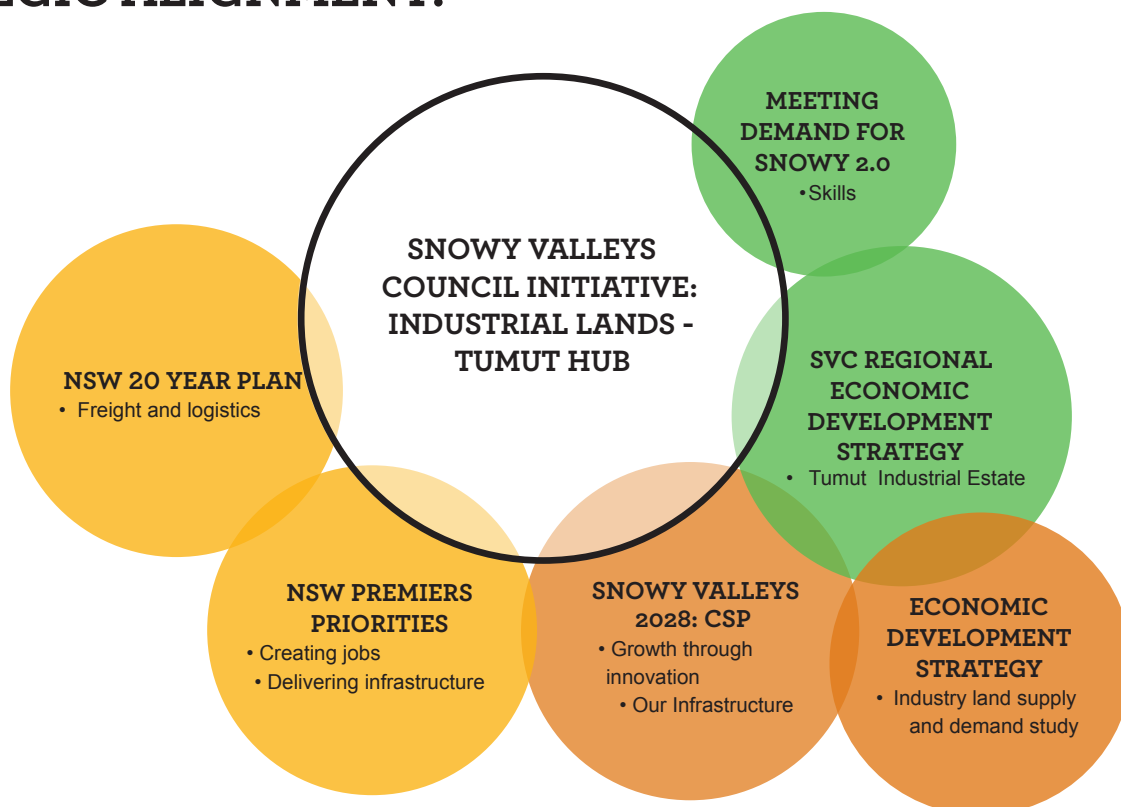 MEETING
DEMAND FOR
SNOWY 2.0
• Skills
SNOWY VALLEYS
COUNCIL INITIATIVE:
INDUSTRIAL LANDS -
TUMUT HUB
NSW 20 YEAR PLAN
• Freight and logistics
SVC REGIONAL
ECONOMIC
DEVELOPMENT
STRATEGY
• Tumut Industrial Estate
NSW PREMIERS
PRIORITIES
• Creating jobs
• Delivering infrastructure
SNOWY VALLEYS
2028: CSP
• Growth through
innovation
• Our Infrastructure
ECONOMIC
DEVELOPMENT
STRATEGY
• Industry land supply
and demand study